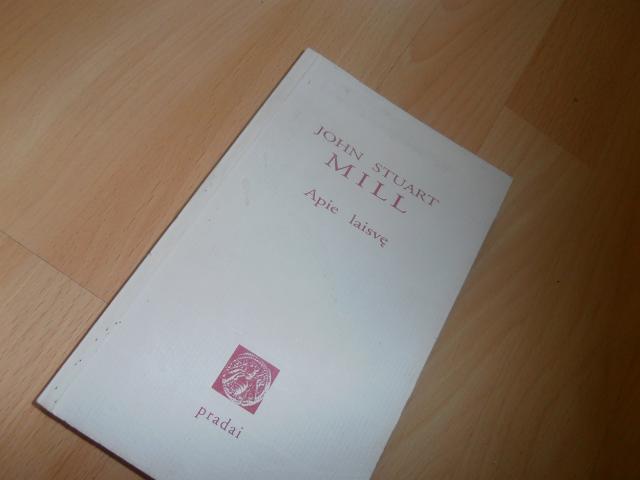 JOHN STUART
MILL
Apie laisvę
pradai